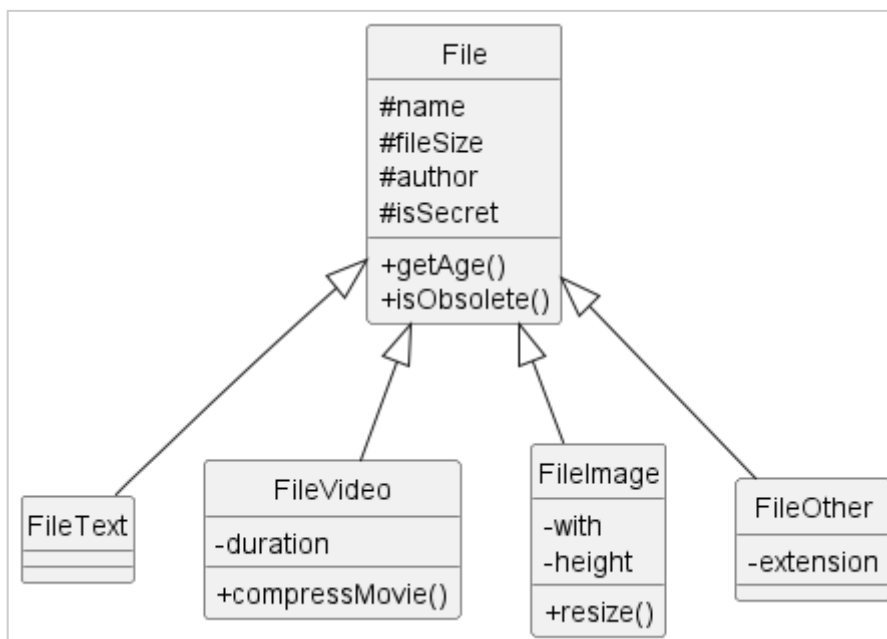 File
#name
#fileSize
#author
#isSecret
+getAge()
+isObsolete()
FileText
FileVideo
-duration
+compressMovie()
FileImage
-with
-height
+resize()
FileOther
-extension